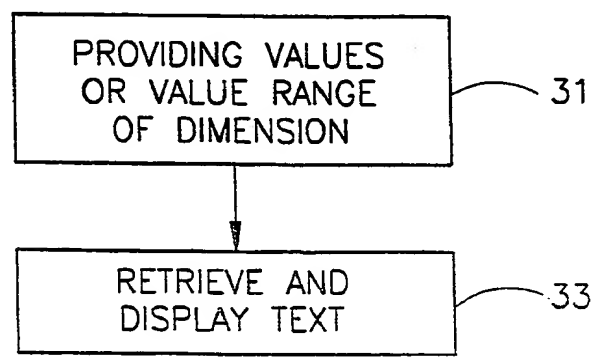 PROVIDING VALUES
OR VALUE RANGE
OF DIMENSION
31
RETRIEVE AND
DISPLAY TEXT
33